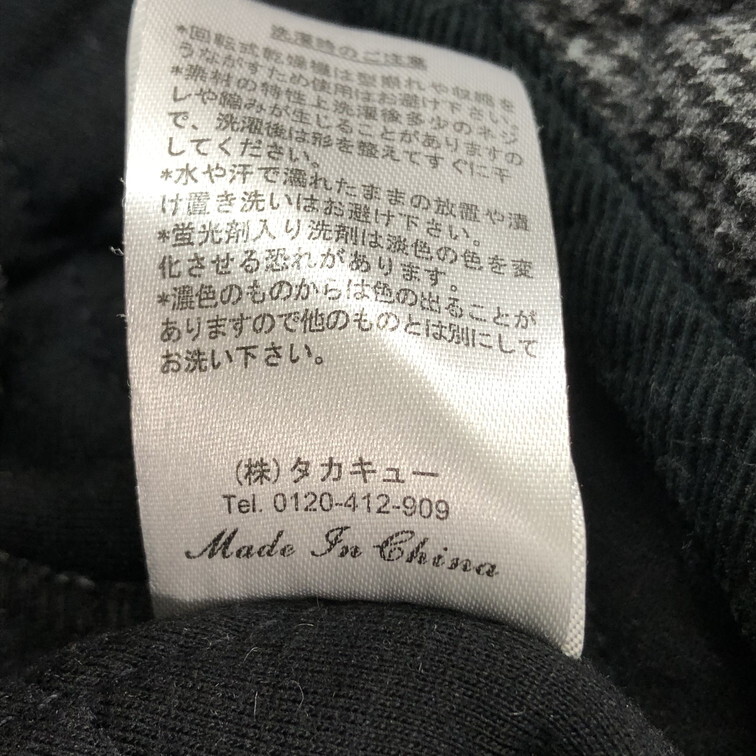 洗濯時のご注意
*回転式乾燥機は型崩れや収縮を
うながすため使用はお避け下さい。
*素材の特性上洗濯後多少のネジ
レや縮みが生じることがありますの
で、洗濯後は形を整えてすぐに干
してください。
*水や汗で濡れたままの放置や漬
け置き洗いはお避け下さい。
*蛍光剤入り洗剤は淡色の色を変
化させる恐れがあります。
*濃色のものからは色の出ることが
ありますので他のものとは別にして
お洗い下さい。
(株)タカキュー
Tel. 0120-412-909
Made In China